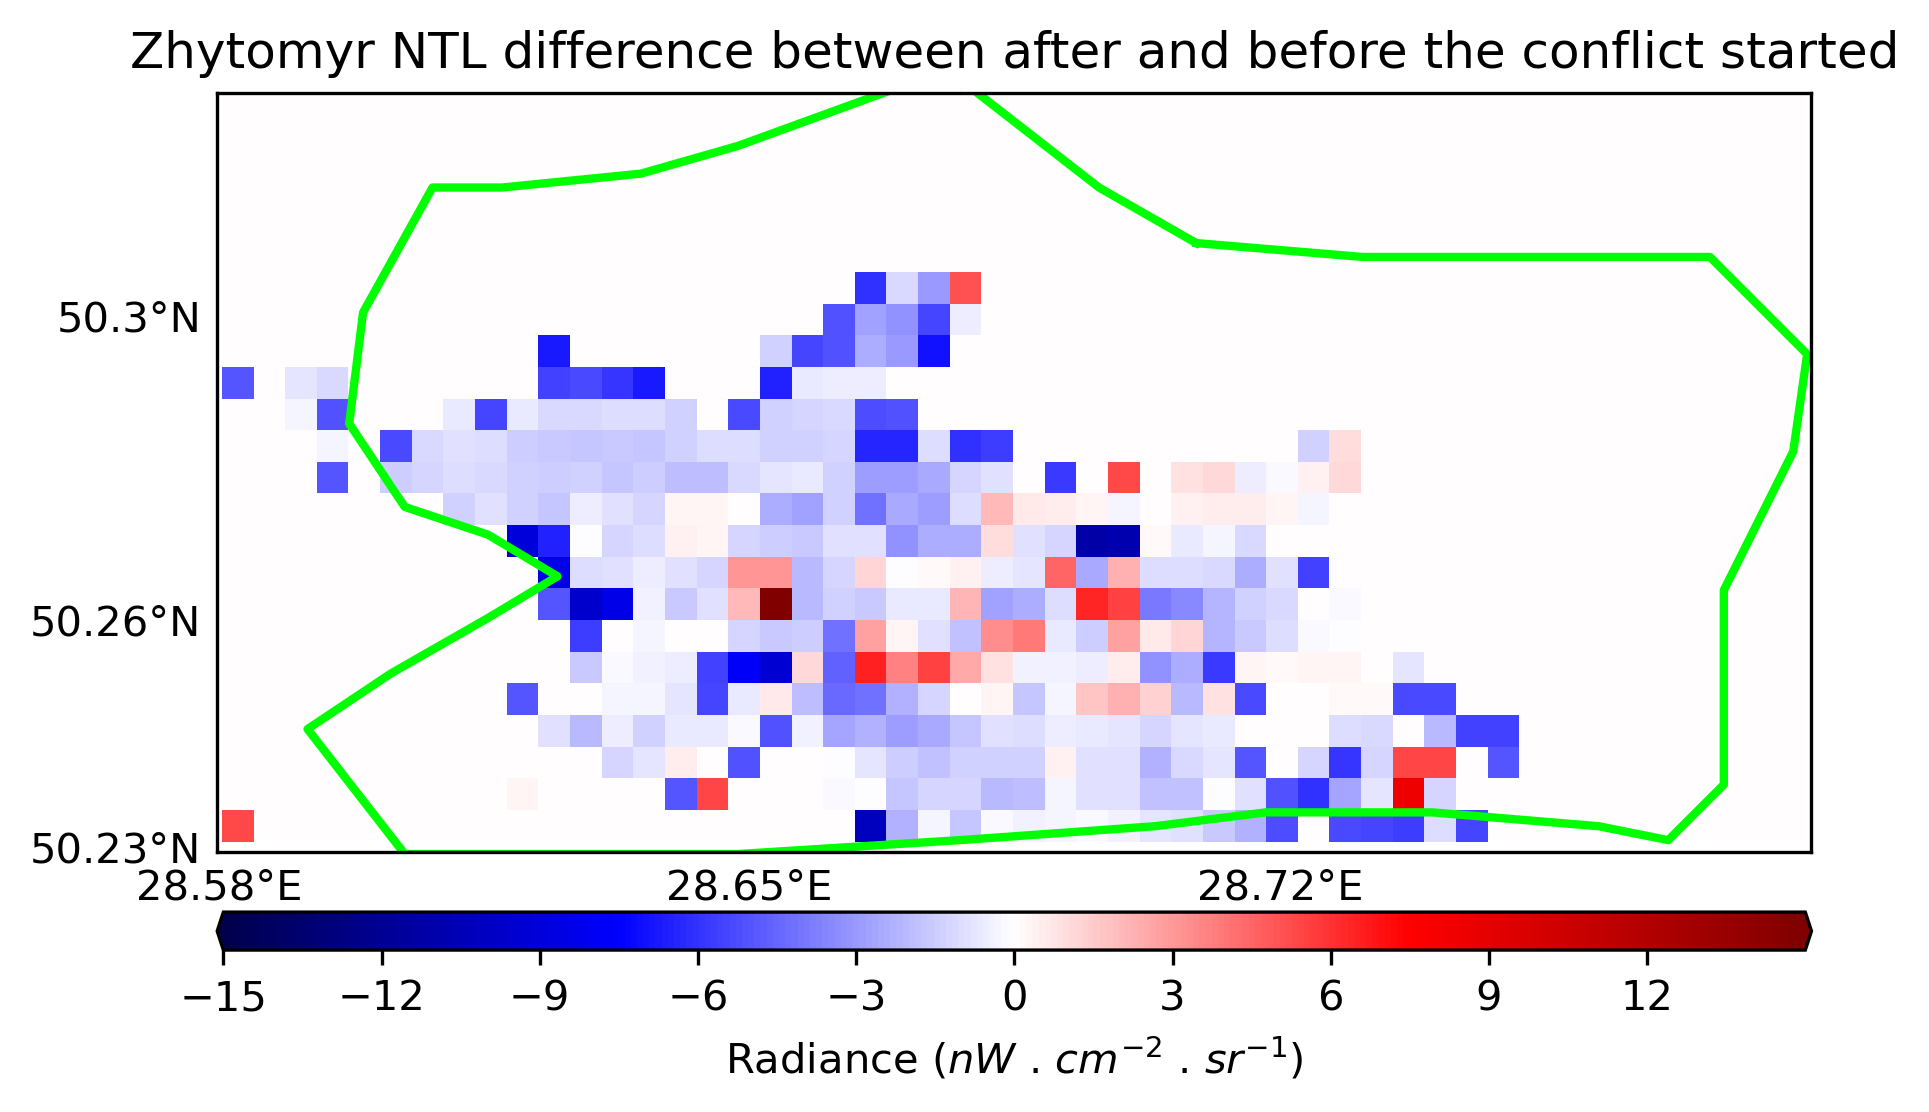 Zhytomyr NTL difference between after and before the conflict started
50.3°N
50.26°N
50.23°N
28.58°E 28.65°E 28.72°E
−15 −12 −9 −6 −3 0 3 6 9 12
Radiance (nW . cm⁻² . sr⁻¹)